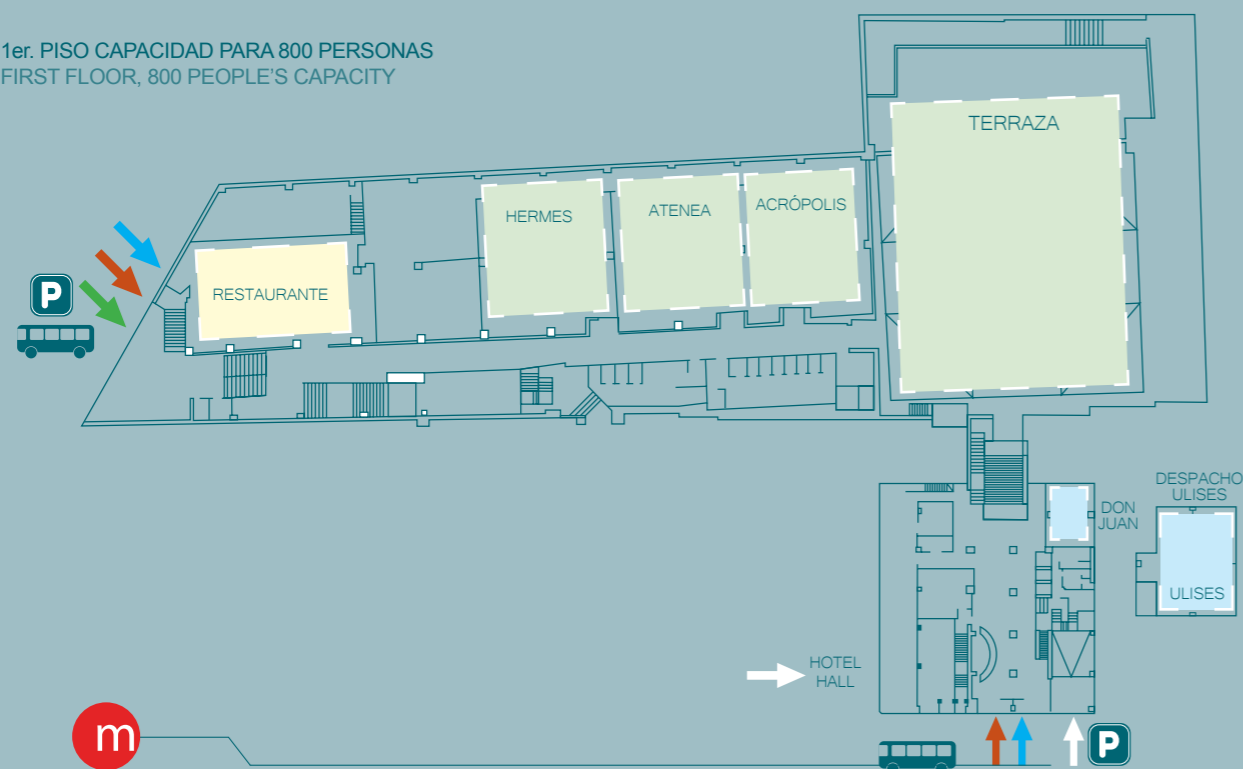 1er. PISO CAPACIDAD PARA 800 PERSONAS
FIRST FLOOR, 800 PEOPLE'S CAPACITY
TERRAZA
HERMES
ATENEA
ACRÓPOLIS
RESTAURANTE
P
DESPACHO
ULISES
DON
JUAN
ULISES
HOTEL
HALL
m
P